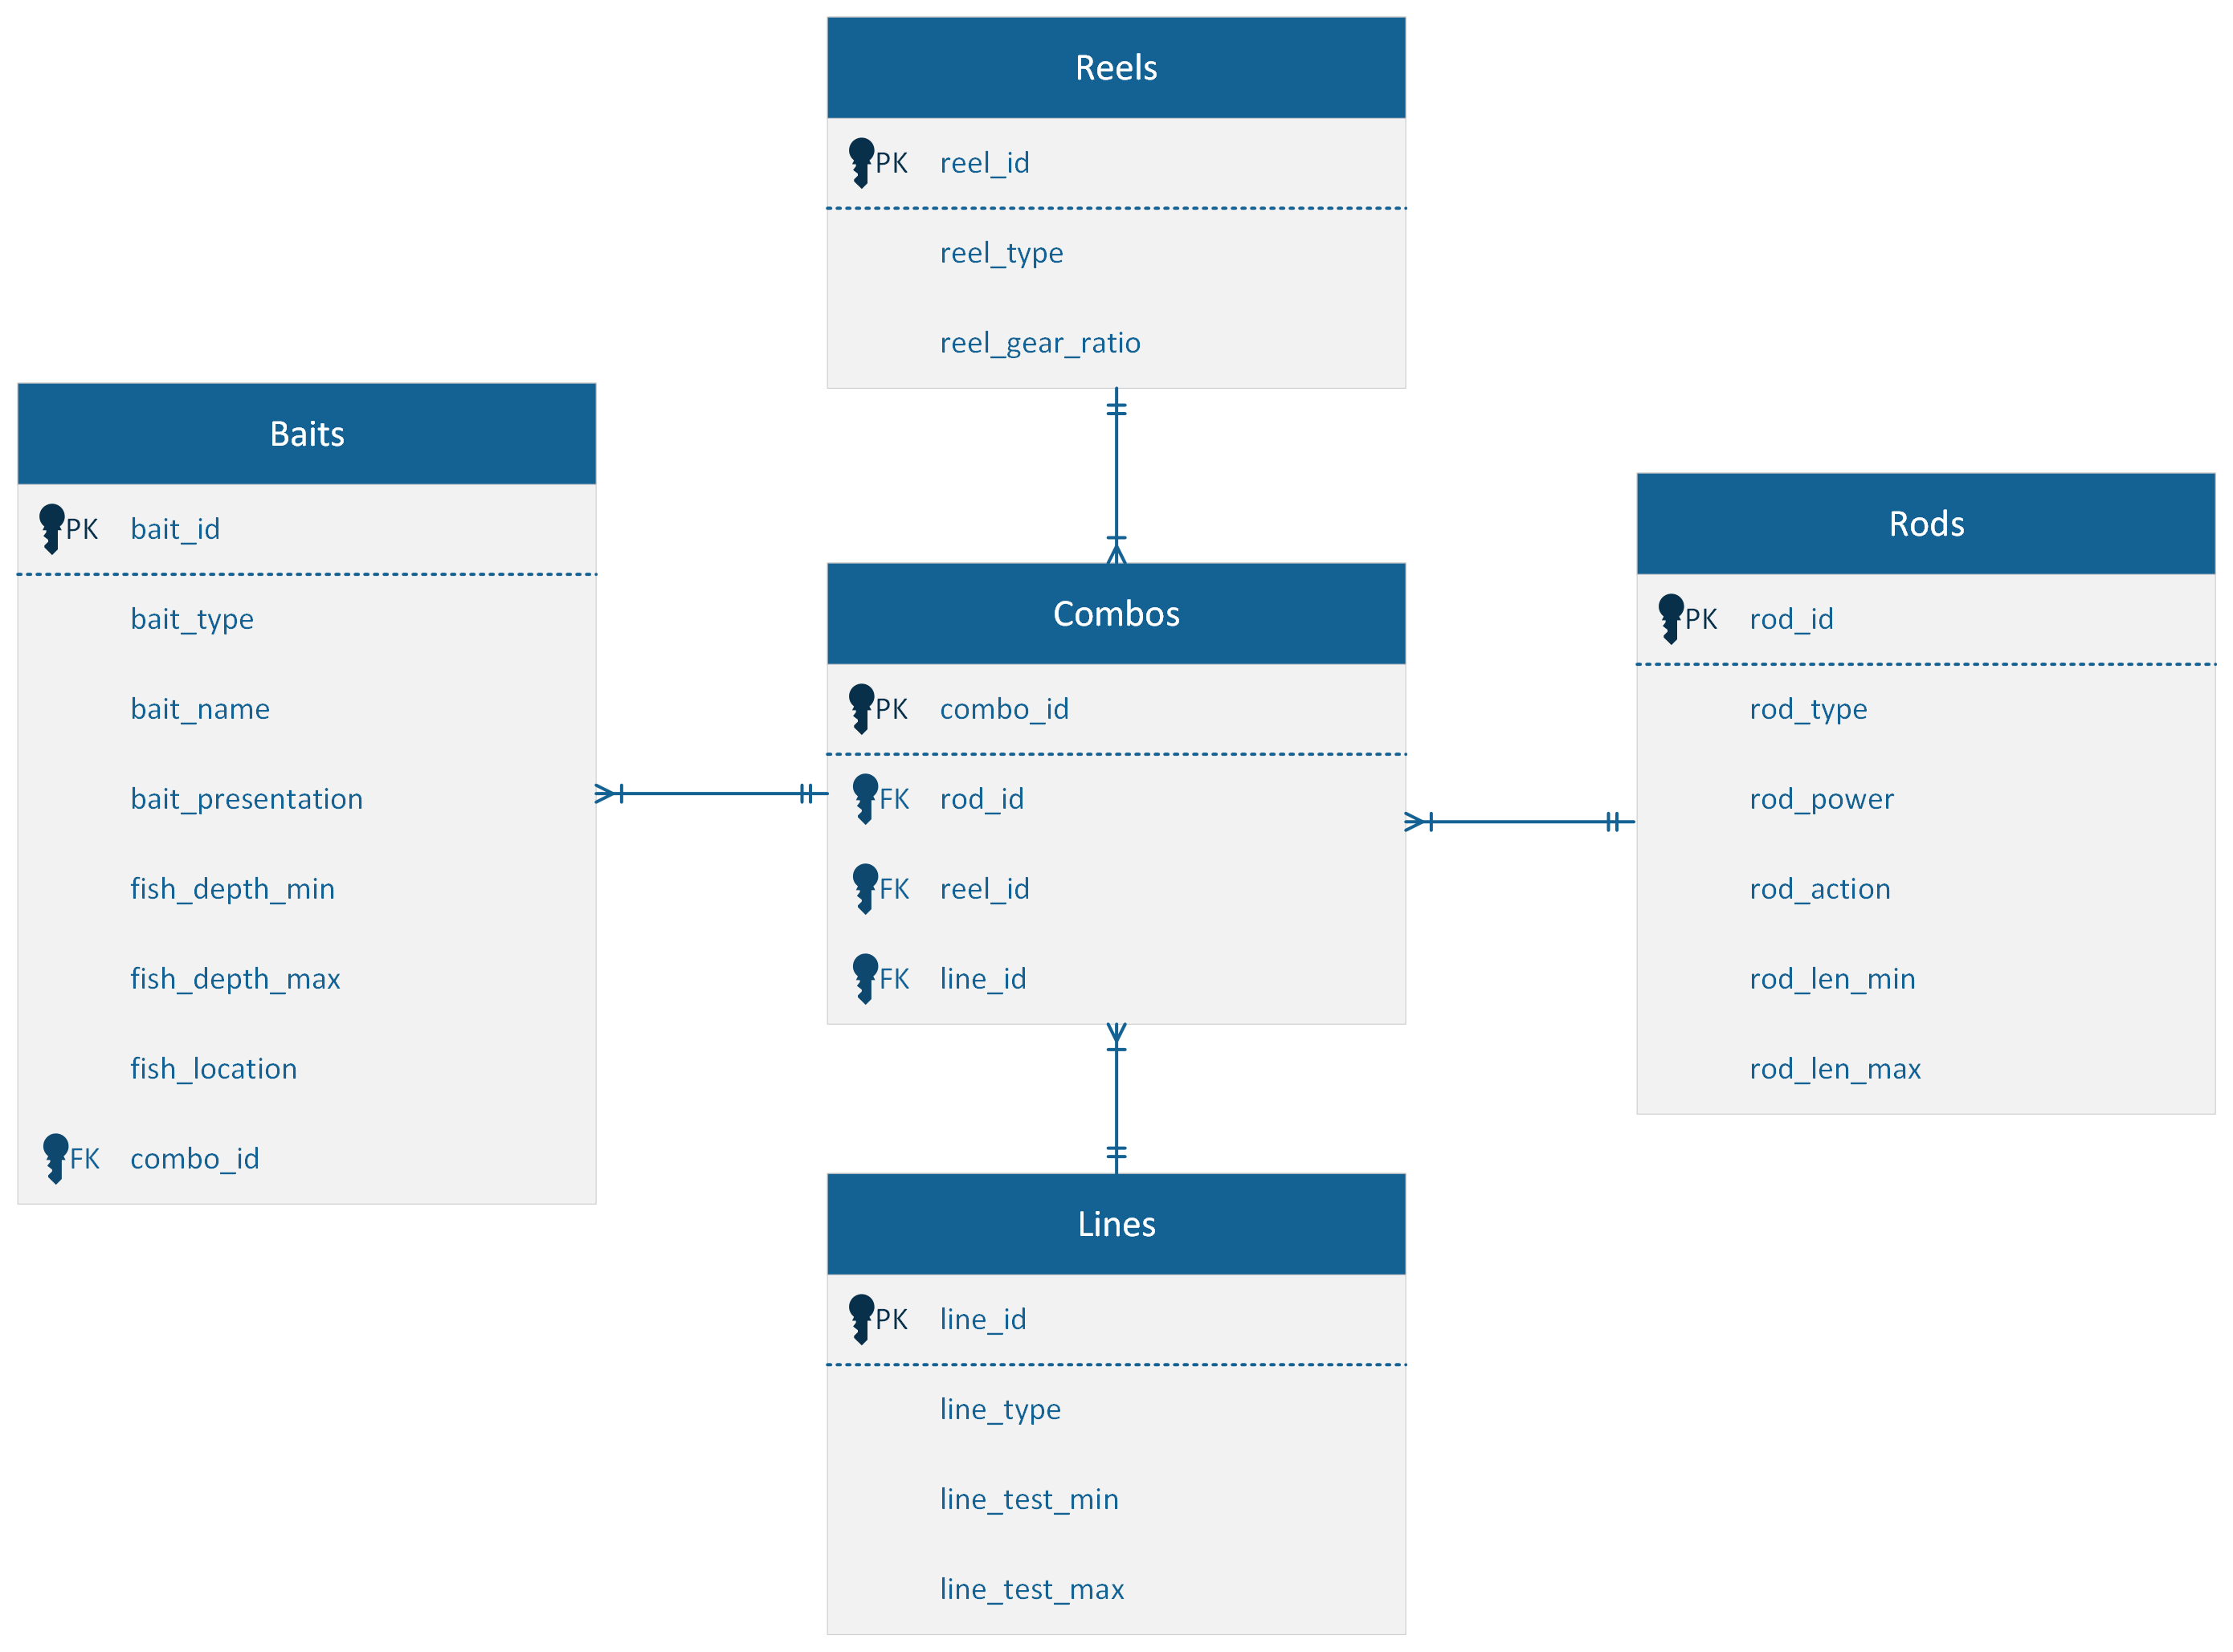 Reels
PK reel_id
reel_type
reel_gear_ratio
Baits
PK bait_id
bait_type
bait_name
bait_presentation
fish_depth_min
fish_depth_max
fish_location
FK combo_id
Combos
PK combo_id
FK rod_id
FK reel_id
FK line_id
Rods
PK rod_id
rod_type
rod_power
rod_action
rod_len_min
rod_len_max
Lines
PK line_id
line_type
line_test_min
line_test_max